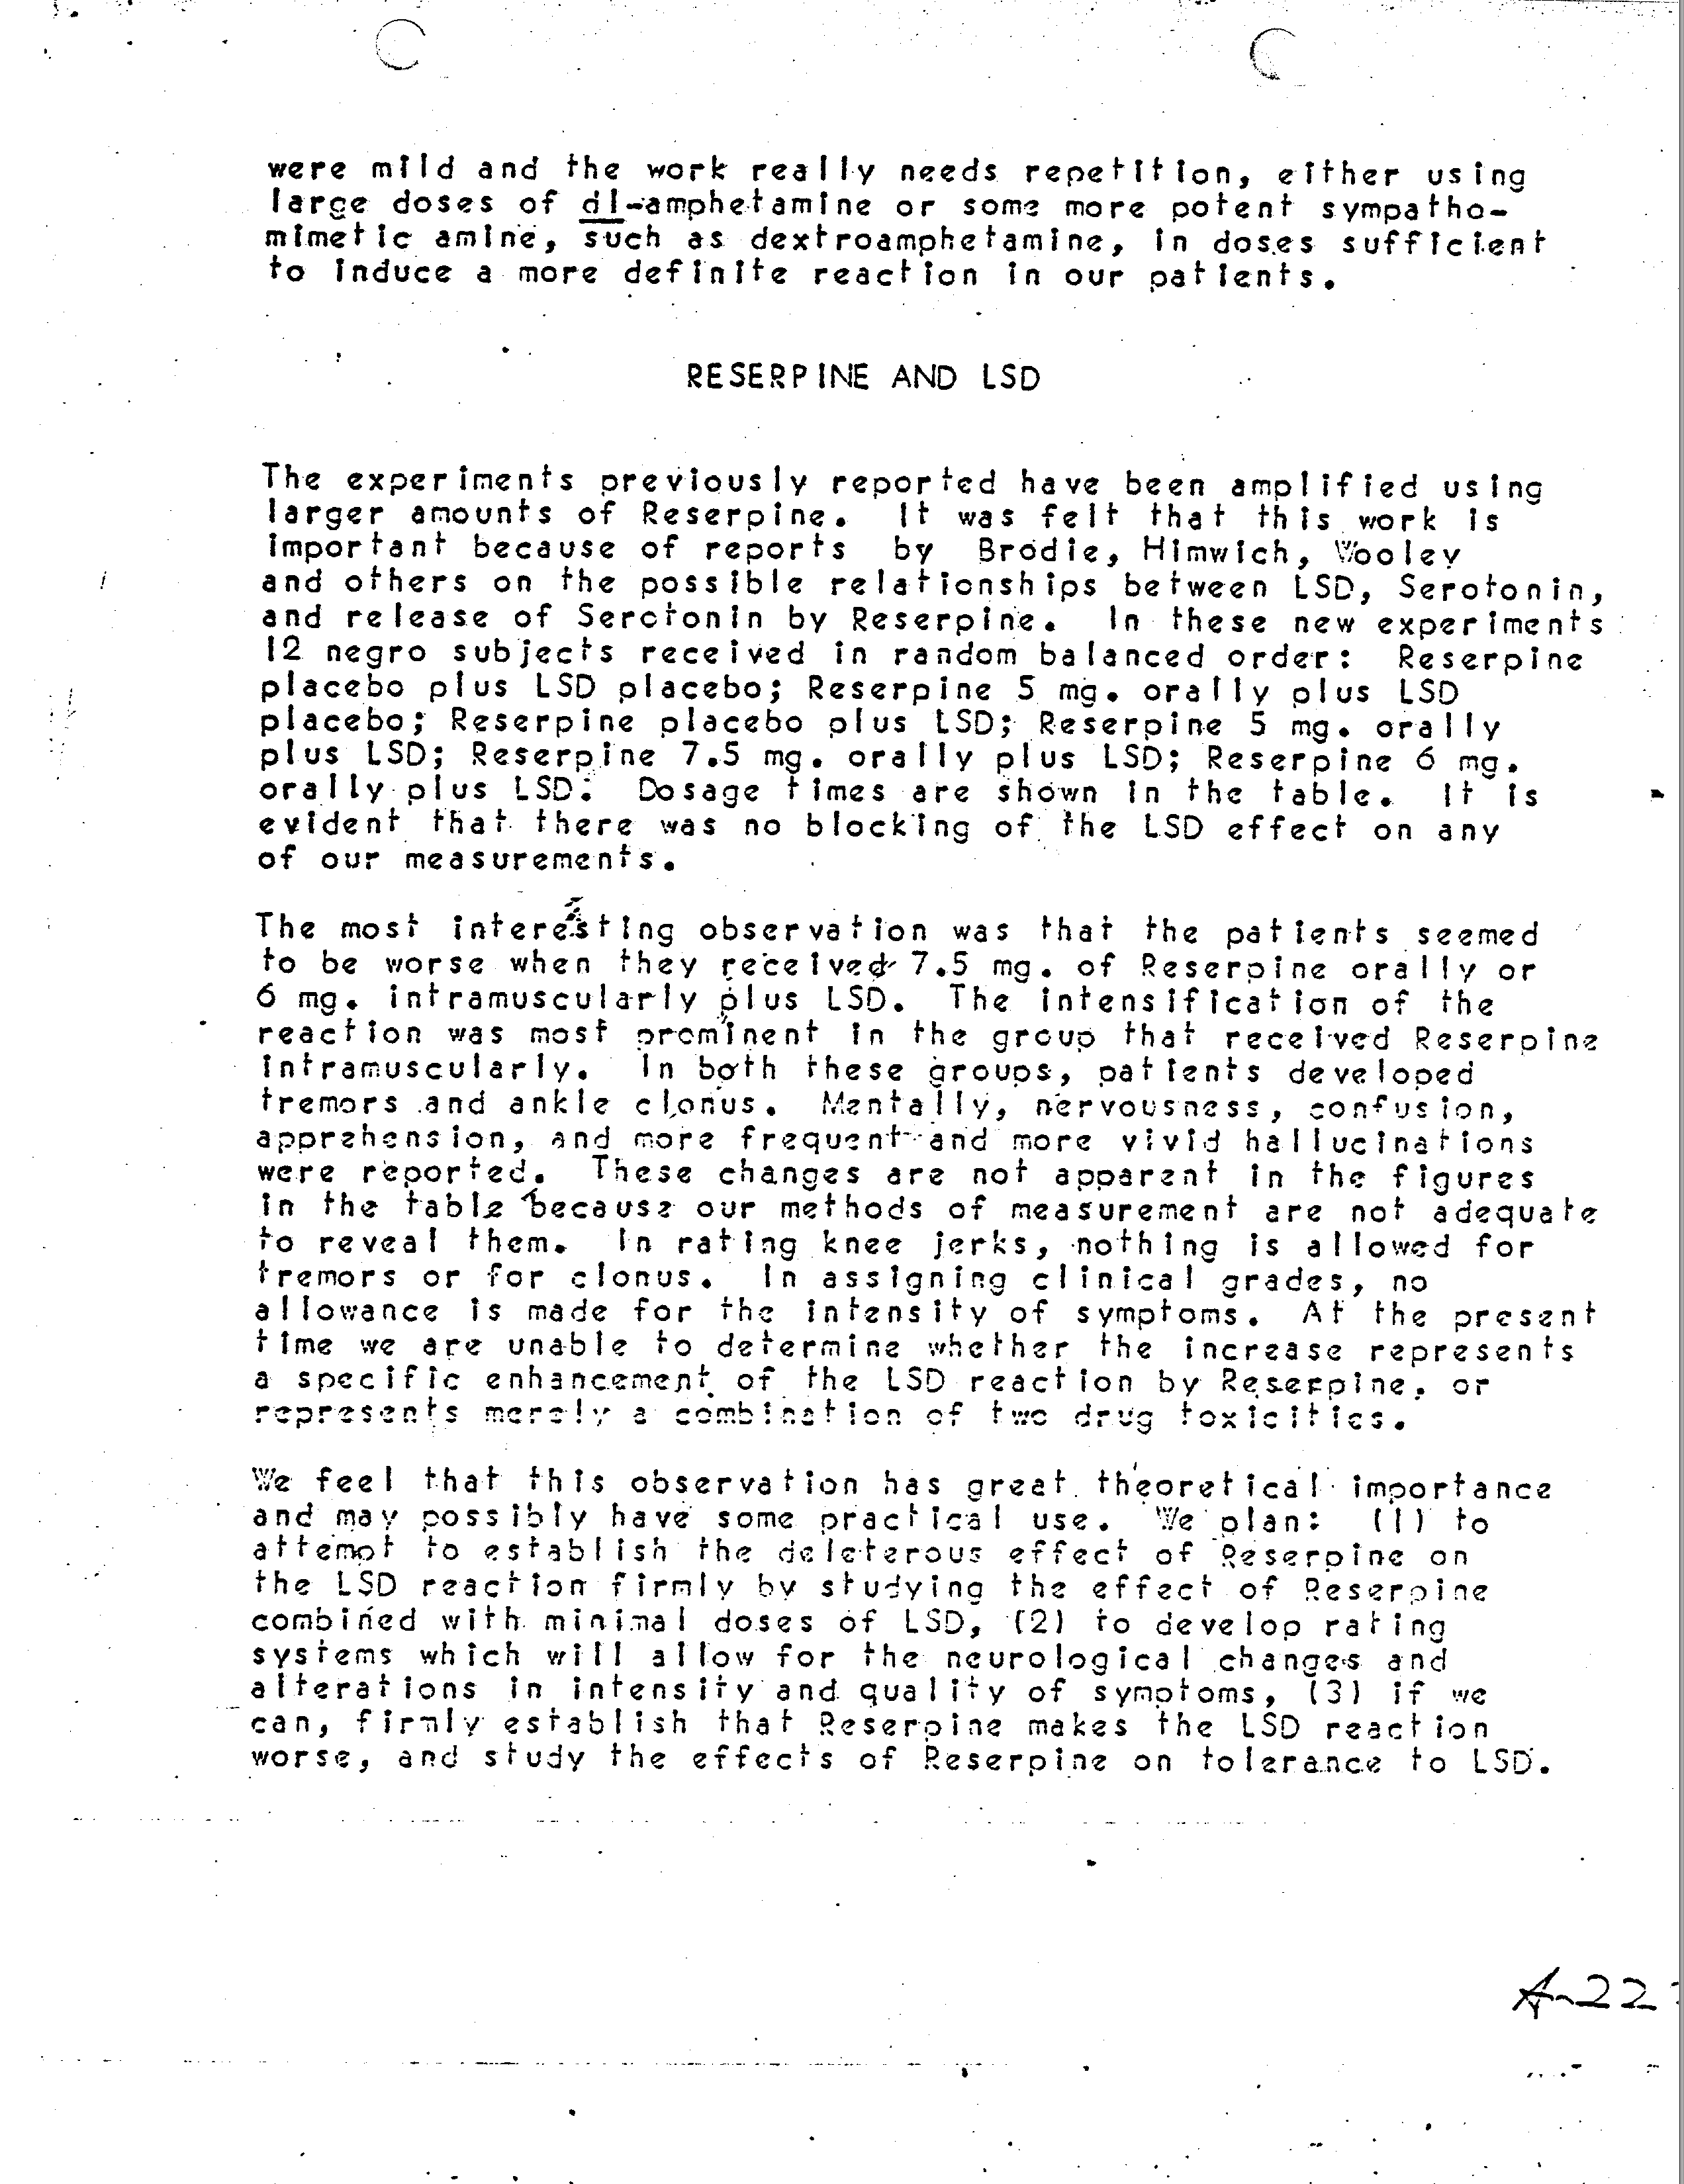 were mild and the work really needs repetition, either using
large doses of dl-amphetamine or some more potent sympatho-
mimetic amine, such as dextroamphetamine, in doses sufficient
to induce a more definite reaction in our patients.
RESERPINE AND LSD
The experiments previously reported have been amplified using
larger amounts of Reserpine. It was felt that this work is
important because of reports by Brodie, Himwich, Wooley
and others on the possible relationships between LSD, Serotonin,
and release of Serotonin by Reserpine. In these new experiments
12 negro subjects received in random balanced order: Reserpine
placebo plus LSD placebo; Reserpine 5 mg. orally plus LSD
placebo; Reserpine placebo plus LSD; Reserpine 5 mg. orally
plus LSD; Reserpine 7.5 mg. orally plus LSD; Reserpine 6 mg.
orally plus LSD. Dosage times are shown in the table. It is
evident that there was no blocking of the LSD effect on any
of our measurements.
The most interesting observation was that the patients seemed
to be worse when they received 7.5 mg. of Reserpine orally or
6 mg. intramuscularly plus LSD. The intensification of the
reaction was most prominent in the group that received Reserpine
intramuscularly. In both these groups, patients developed
tremors and ankle clonus. Mentally, nervousness, confusion,
apprehension, and more frequent and more vivid hallucinations
were reported. These changes are not apparent in the figures
in the table because our methods of measurement are not adequate
to reveal them. In rating knee jerks, nothing is allowed for
tremors or for clonus. In assigning clinical grades, no
allowance is made for the intensity of symptoms. At the present
time we are unable to determine whether the increase represents
a specific enhancement of the LSD reaction by Reserpine, or
represents merely a combination of two drug toxicities.
We feel that this observation has great theoretical importance
and may possibly have some practical use. We plan: (1) to
attempt to establish the deleterous effect of Reserpine on
the LSD reaction firmly by studying the effect of Reserpine
combined with minimal doses of LSD, (2) to develop rating
systems which will allow for the neurological changes and
alterations in intensity and quality of symptoms, (3) if we
can, firmly establish that Reserpine makes the LSD reaction
worse, and study the effects of Reserpine on tolerance to LSD.
A-22